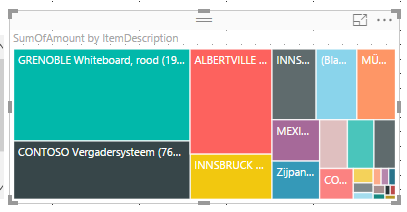 SumOfAmount by ItemDescription
GRENOBLE Whiteboard, rood (19...
ALBERTVILLE ...
INNS...
(Bla...
MÜ...
CONTOSO Vergadersysteem (76...
INNSBRUCK ...
MEXI...
Zijpan...
CO...